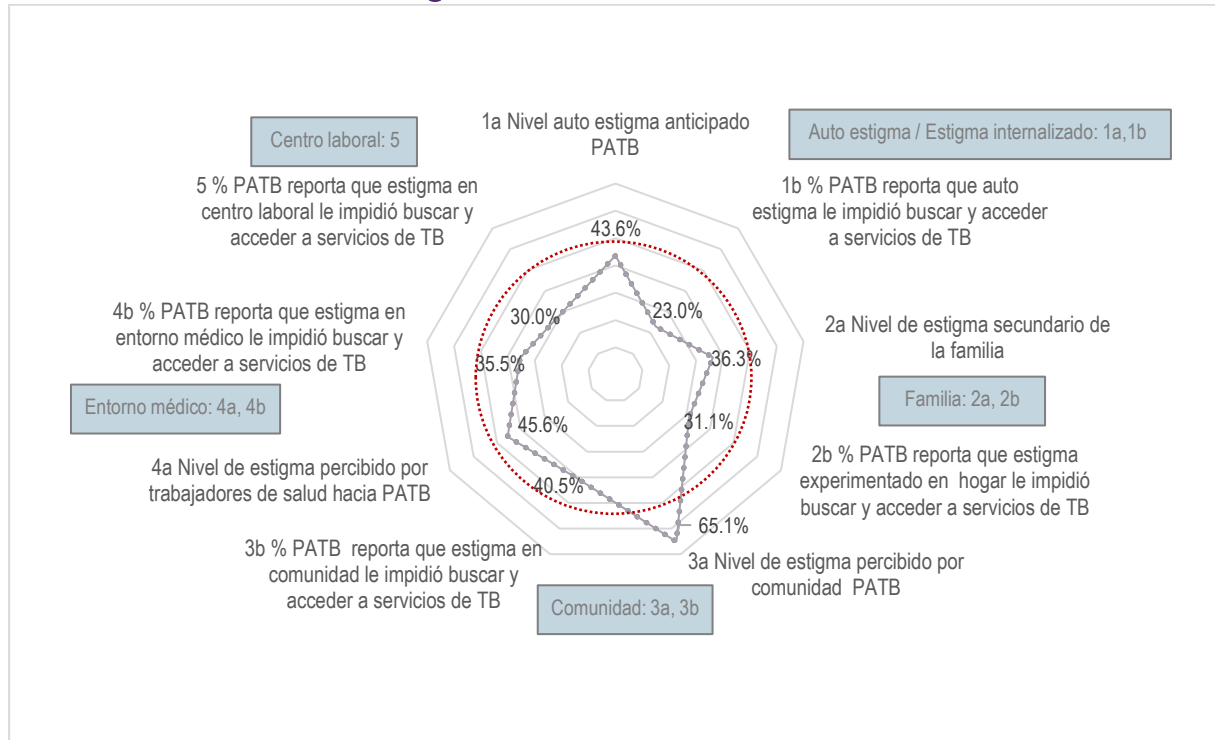 1a Nivel auto estigma anticipado
PATB
Centro laboral: 5
Auto estigma / Estigma internalizado: 1a,1b
5 % PATB reporta que estigma en
centro laboral le impidió buscar y
acceder a servicios de TB
1b % PATB reporta que auto
estigma le impidió buscar y acceder
a servicios de TB
43.6%
23.0%
30.0%
4b % PATB reporta que estigma en
entorno médico le impidió buscar y
acceder a servicios de TB
2a Nivel de estigma secundario de
la familia
36.3%
35.5%
Entorno médico: 4a, 4b
Familia: 2a, 2b
31.1%
45.6%
4a Nivel de estigma percibido por
trabajadores de salud hacia PATB
2b % PATB reporta que estigma
experimentado en hogar le impidió
buscar y acceder a servicios de TB
40.5%
65.1%
3b % PATB reporta que estigma en
comunidad le impidió buscar y
acceder a servicios de TB
3a Nivel de estigma percibido por
comunidad PATB
Comunidad: 3a, 3b